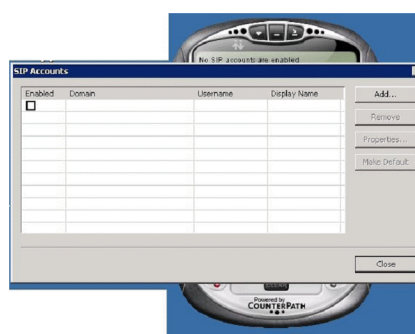 No SIP accounts are enabled
SIP Accounts
Enabled Domain Username Display Name
Add...
Remove
Properties...
Make Default
Close
Powered by
COUNTERPATH